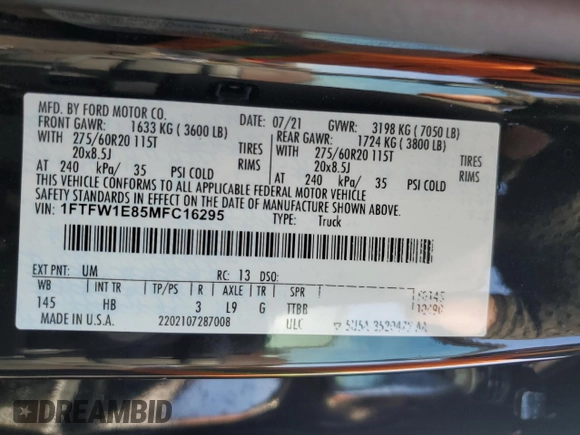 MFD. BY FORD MOTOR CO.
DATE: 07/21 GVWR: 3198 KG (7050 LB)
FRONT GAWR: 1633 KG (3600 LB) REAR GAWR: 1724 KG (3800 LB)
275/60R20 115T TIRES 275/60R20 115T TIRES
20x8.5J RIMS 20x8.5J RIMS
AT 240 kPa/ 35 PSI COLD AT 240 kPa/ 35 PSI COLD
THIS VEHICLE CONFORMS TO ALL APPLICABLE FEDERAL MOTOR VEHICLE
SAFETY STANDARDS IN EFFECT ON THE DATE OF MANUFACTURE SHOWN ABOVE.
VIN: 1FTFW1E85MFC16295 TYPE: Truck
EXT PNT: UM RC: 13 DSO:
WB INT TR TP/PS R AXLE TR SPR
145 HB 3 L9 G TTBB
MADE IN U.S.A. 2202107287008 ULC
DREAMBID